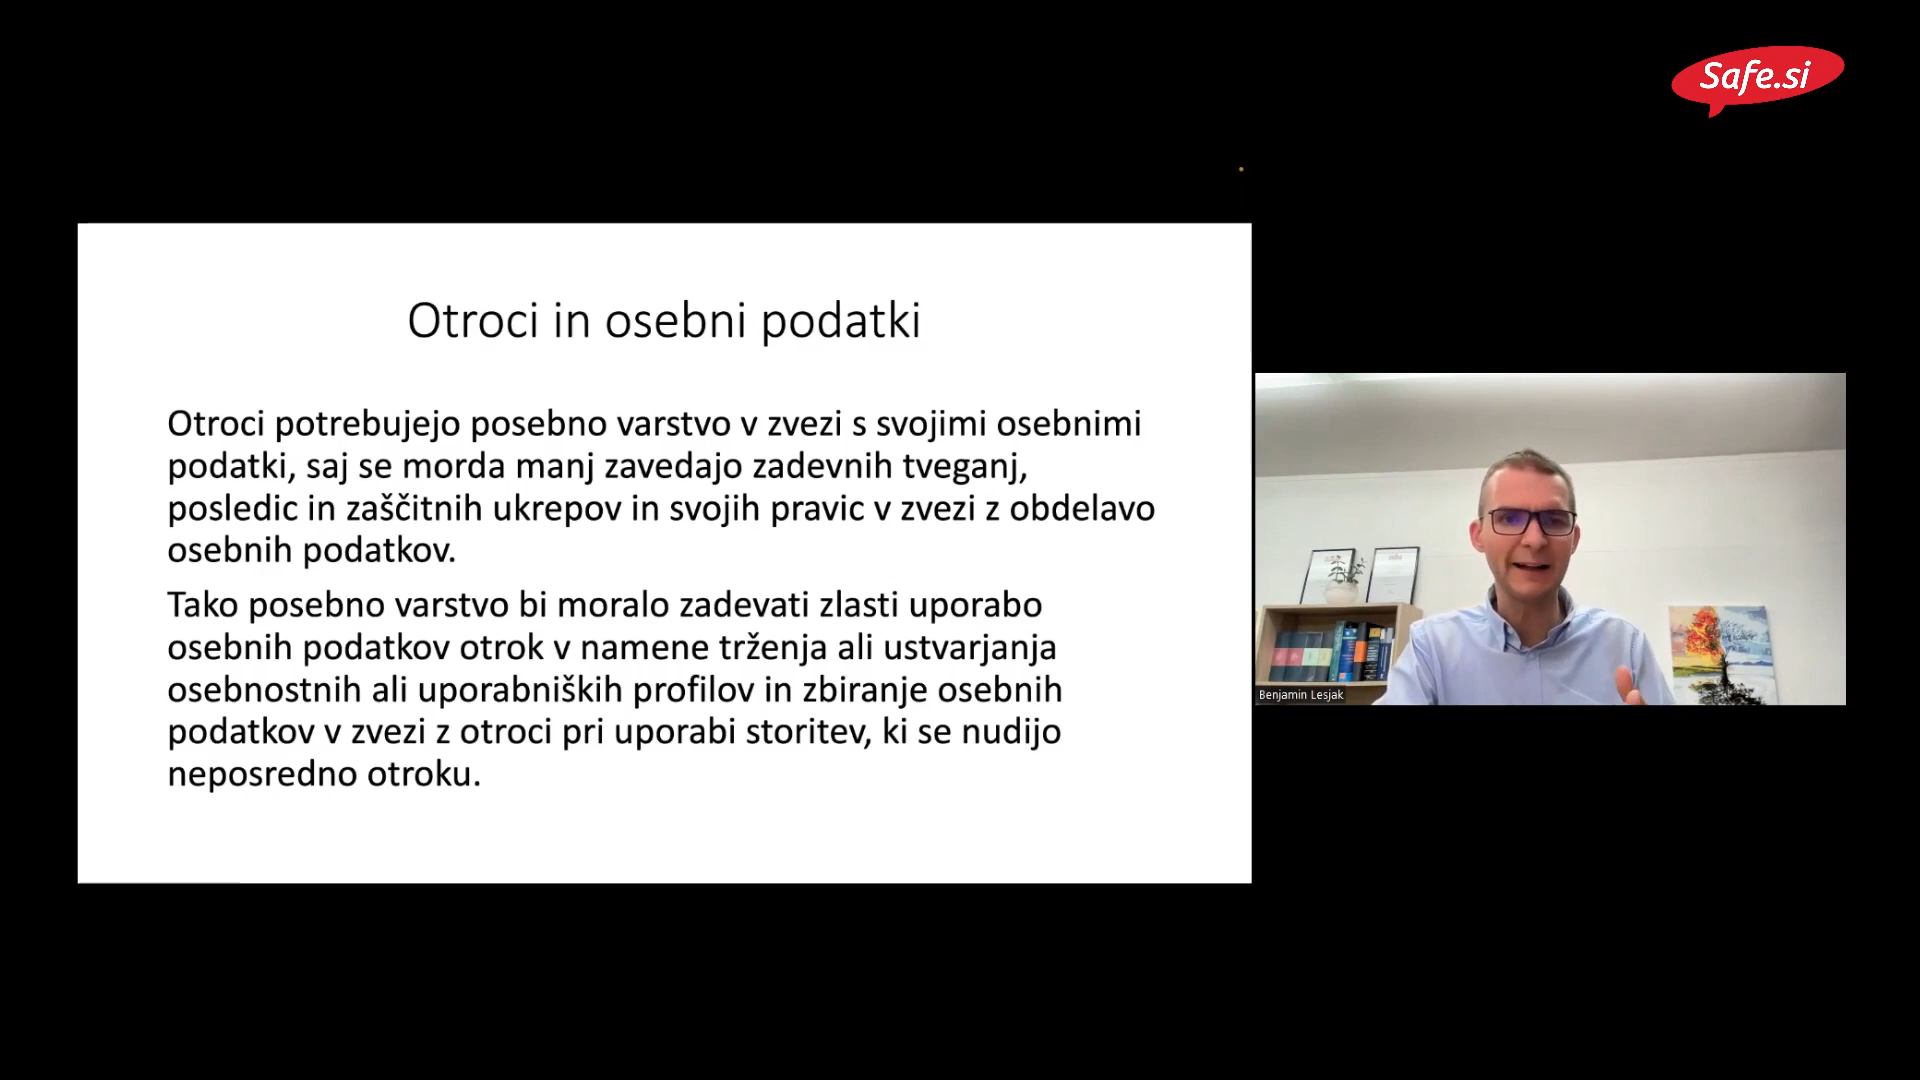 Safe.si
Otroci in osebni podatki
Otroci potrebujejo posebno varstvo v zvezi s svojimi osebnimi
podatki, saj se morda manj zavedajo zadevnih tveganj,
posledic in zaščitnih ukrepov in svojih pravic v zvezi z obdelavo
osebnih podatkov.
Tako posebno varstvo bi moralo zadevati zlasti uporabo
osebnih podatkov otrok v namene trženja ali ustvarjanja
osebnostnih ali uporabniških profilov in zbiranje osebnih
podatkov v zvezi z otroci pri uporabi storitev, ki se nudijo
neposredno otroku.
Benjamin Lesjak